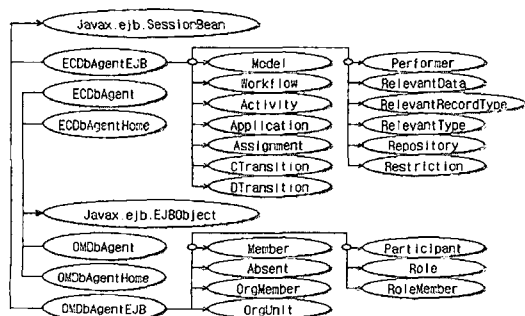 Javax.ejb.SessionBean
ECDbAgentEJB
ECDbAgent
ECDbAgentHome
Model
Workflow
Activity
Application
Assignment
CTransition
DTransition
Performer
RelevantData
RelevantRecordType
RelevantType
Repository
Restriction
Javax.ejb.EJBObject
OMDbAgent
OMDbAgentHome
OMDbAgentEJB
Member
Absent
OrgMember
OrgUnit
Participant
Role
RoleMember